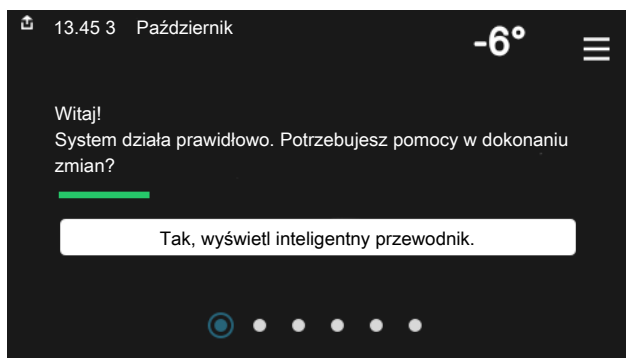 13.45 3 Październik
-6°
Witaj!
System działa prawidłowo. Potrzebujesz pomocy w dokonaniu
zmian?
Tak, wyświetl inteligentny przewodnik.